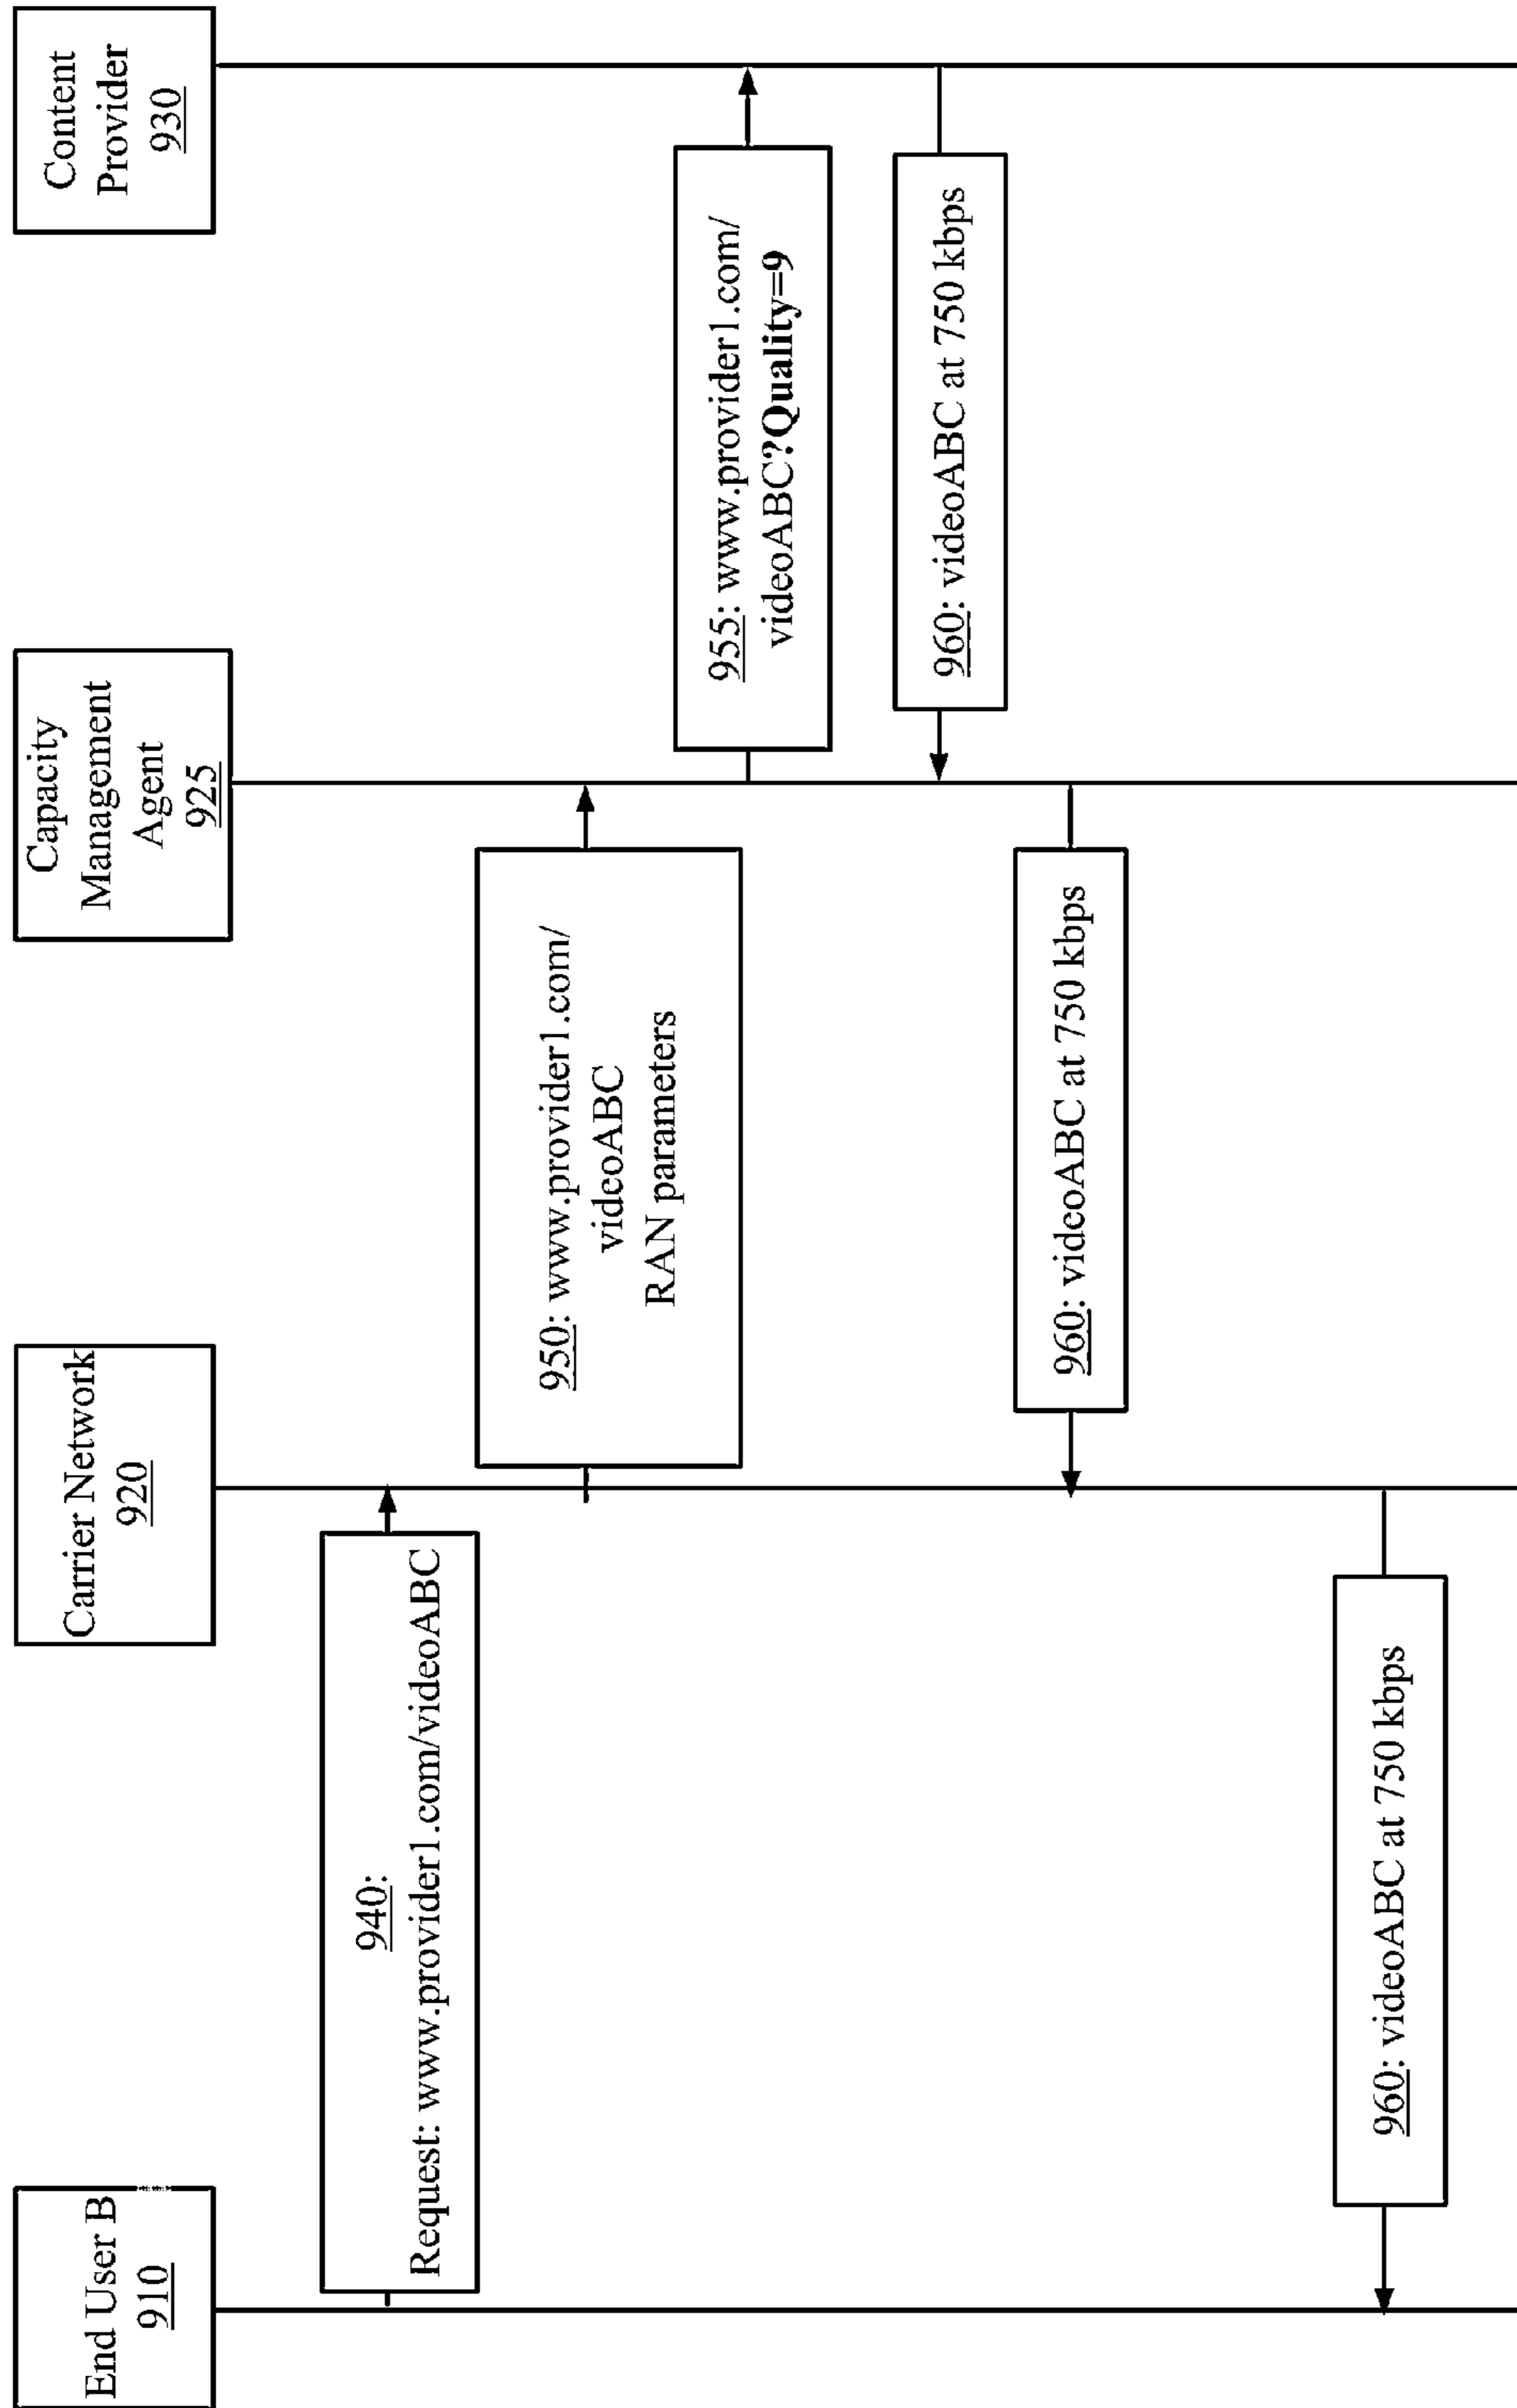 End User B
910
Carrier Network
920
Capacity
Management
Agent
925
Content
Provider
930
940:
Request: www.provider1.com/videoABC
950: www.provider1.com/
videoABC
RAN parameters
955: www.provider1.com/
videoABC?Quality=9
960: videoABC at 750 kbps
960: videoABC at 750 kbps
960: videoABC at 750 kbps